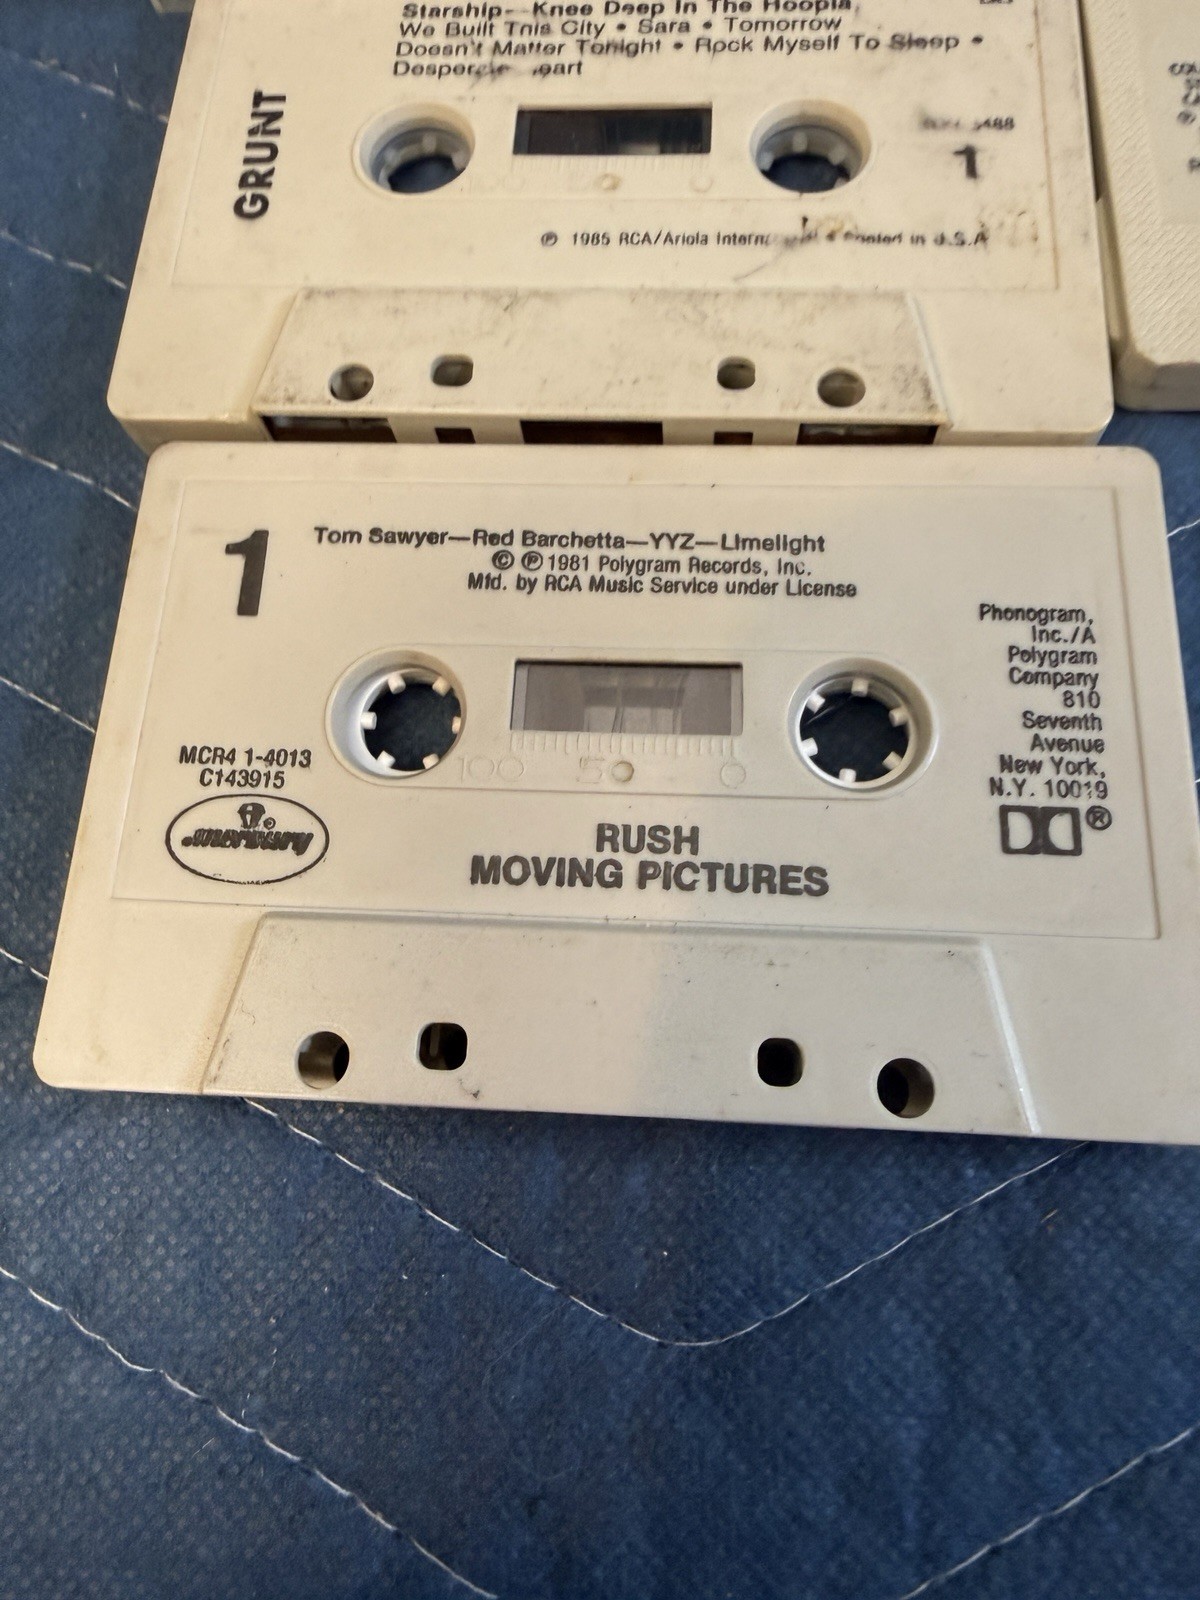 Starship--Knee Deep In The Hoopla,
We Built This City • Sara • Tomorrow
Doesn't Matter Tonight • Rock Myself To Sleep •
GRUNT
1
℗ 1985 RCA/Ariola • Printed in U.S.A
1
Tom Sawyer—Red Barchetta—YYZ—Limelight
© ℗ 1981 Polygram Records, Inc.
Mfd. by RCA Music Service under License
Phonogram,
Inc./A
Polygram
Company
810
Seventh
Avenue
New York,
N.Y. 10019
®
MCR4 1-4013
C143915
mercury
100 50 0
RUSH
MOVING PICTURES